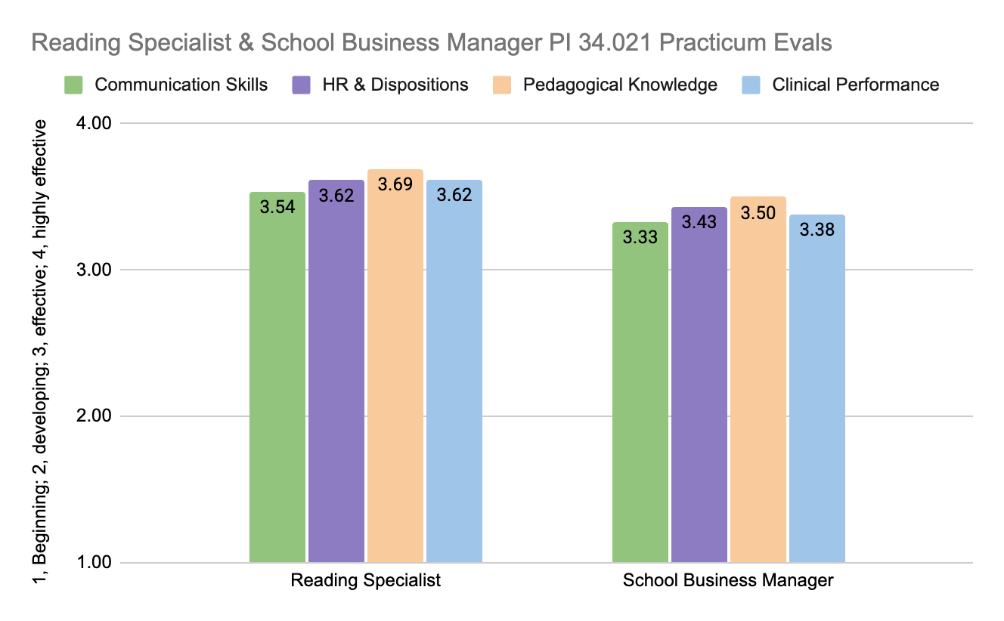 Reading Specialist & School Business Manager PI 34.021 Practicum Evals
Communication Skills HR & Dispositions Pedagogical Knowledge Clinical Performance
1, Beginning; 2, developing; 3, effective; 4, highly effective
4.00
3.00
2.00
1.00
3.54 3.62 3.69 3.62
3.33 3.43 3.50 3.38
Reading Specialist School Business Manager